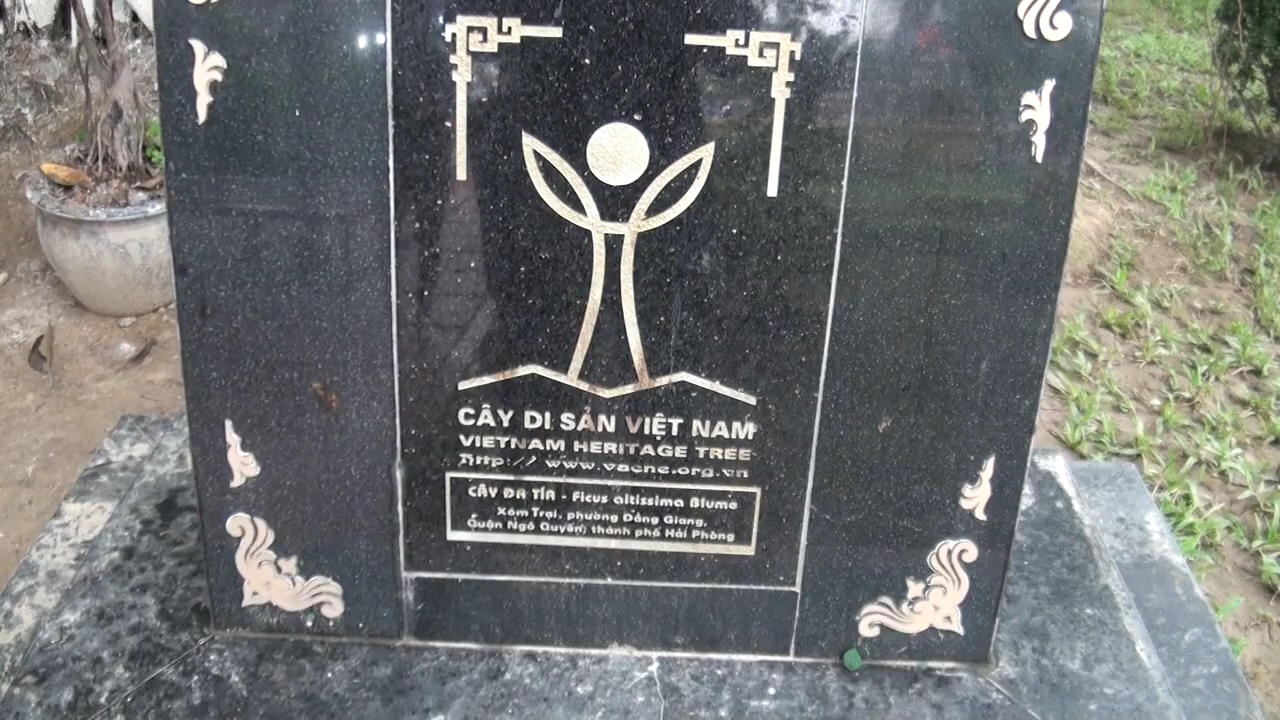 CÂY DI SẢN VIỆT NAM
VIETNAM HERITAGE TREE
Http:// www.vacne.org.vn
CÂY ĐA TÍA - Ficus altissima Blume
Xóm Trại, phường Đằng Giang,
Quận Ngô Quyền, thành phố Hải Phòng